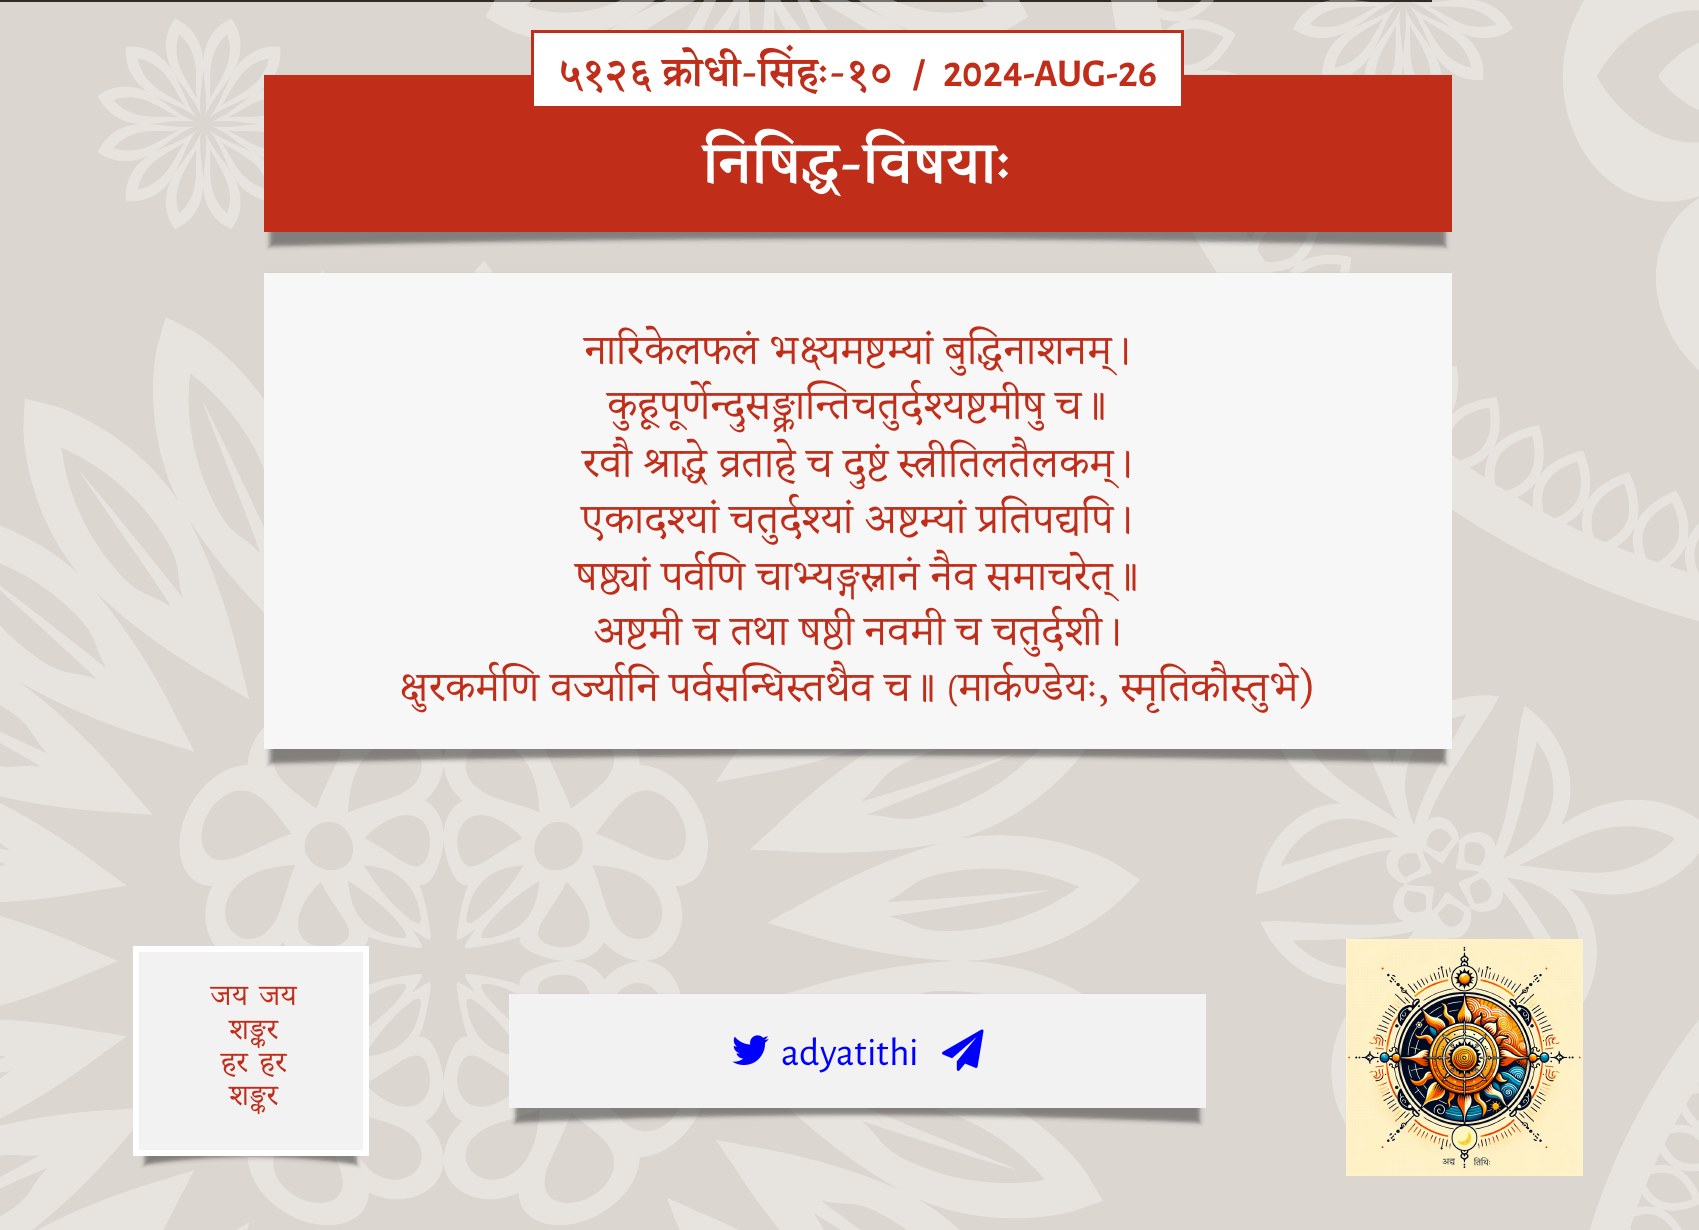 ५१२६ क्रोधी-सिंहः-१० / 2024-AUG-26
निषिद्ध-विषयाः
नारिकेलफलं भक्ष्यमष्टम्यां बुद्धिनाशनम्।
कुहूपूर्णेन्दुसङ्क्रान्तिचतुर्दश्यष्टमीषु च॥
रवौ श्राद्धे व्रताहे च दुष्टं स्त्रीतिलतैलकम्।
एकादश्यां चतुर्दश्यां अष्टम्यां प्रतिपद्यपि।
षष्ठ्यां पर्वणि चाभ्यङ्गस्नानं नैव समाचरेत्॥
अष्टमी च तथा षष्ठी नवमी च चतुर्दशी।
क्षुरकर्मणि वर्ज्यानि पर्वसन्धिस्तथैव च॥ (मार्कण्डेयः, स्मृतिकौस्तुभे)
जय जय
शङ्कर
हर हर
शङ्कर
adyatithi
अद्य तिथिः